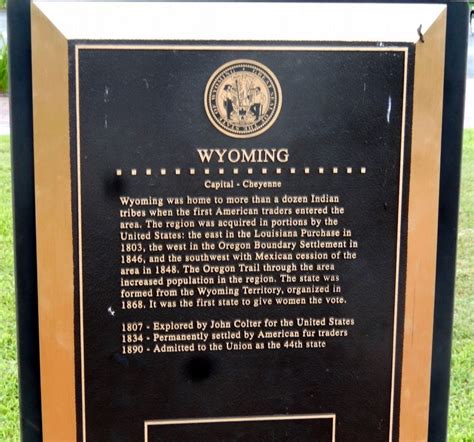 WYOMING
Capital - Cheyenne
Wyoming was home to more than a dozen Indian
tribes when the first American traders entered the
area. The region was acquired in portions by the
United States: the east in the Louisiana Purchase in
1803, the west in the Oregon Boundary Settlement in
1846, and the southwest with Mexican cession of the
area in 1848. The Oregon Trail through the area
increased population in the region. The state was
formed from the Wyoming Territory, organized in
1868. It was the first state to give women the vote.
1807 - Explored by John Colter for the United States
1834 - Permanently settled by American fur traders
1890 - Admitted to the Union as the 44th state